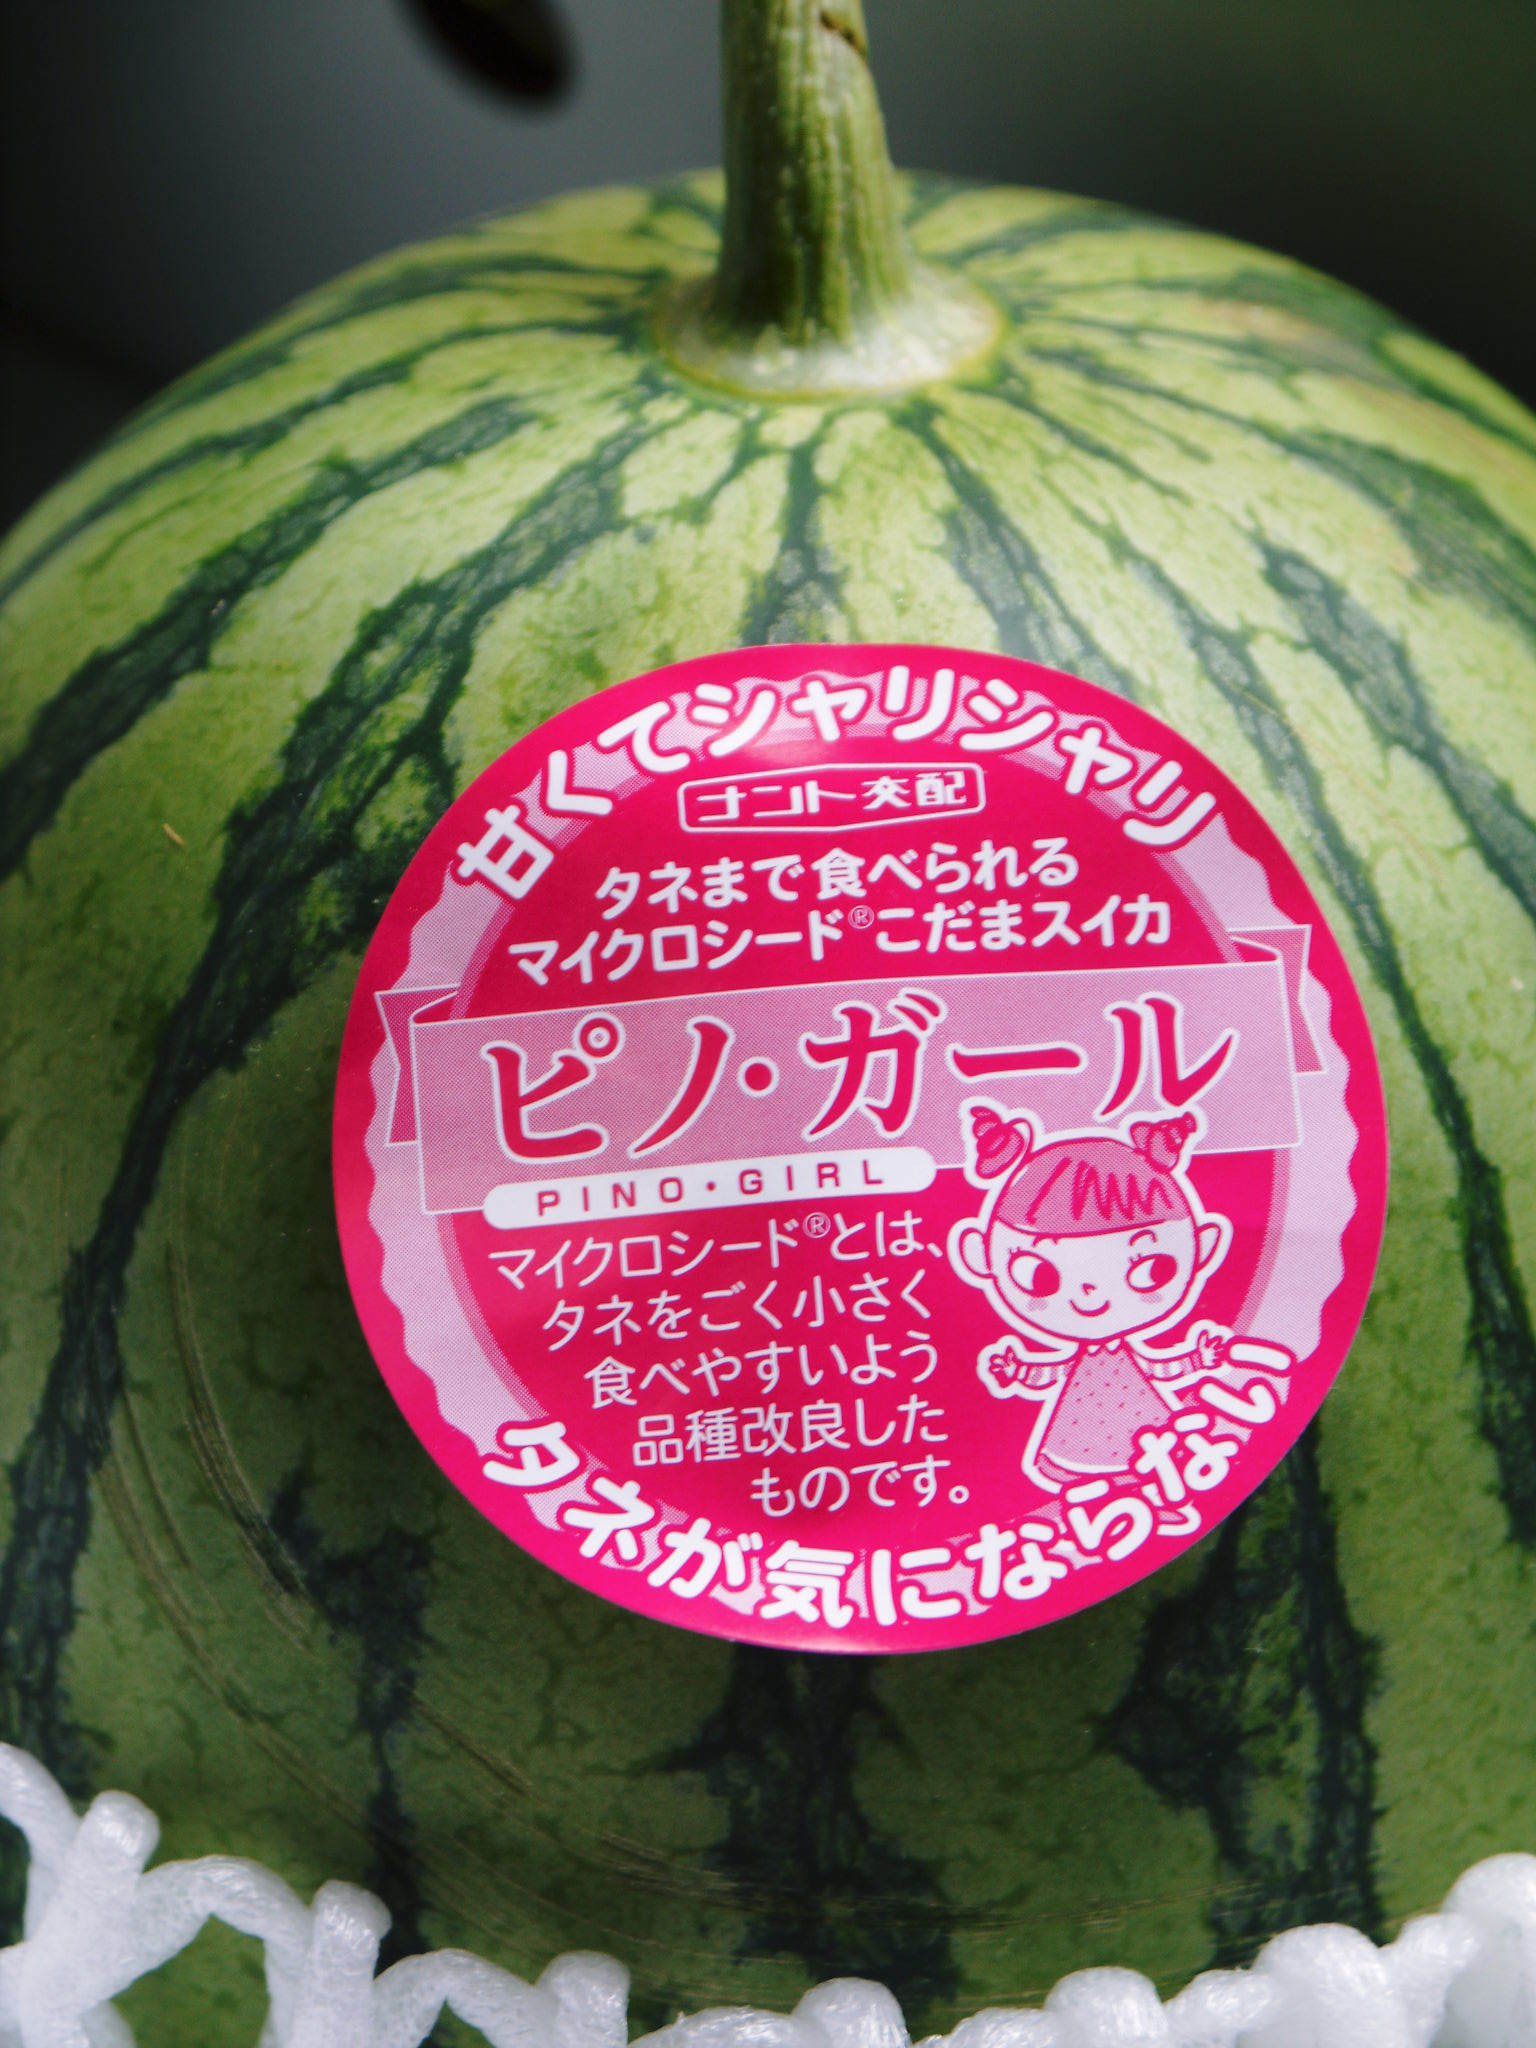 甘くてシャリシャリ
ナント交配
タネまで食べられる
マイクロシード®こだまスイカ
ピノ・ガール
PINO・GIRL
マイクロシード®とは、
タネをごく小さく
食べやすいよう
品種改良した
ものです。
タネが気にならない